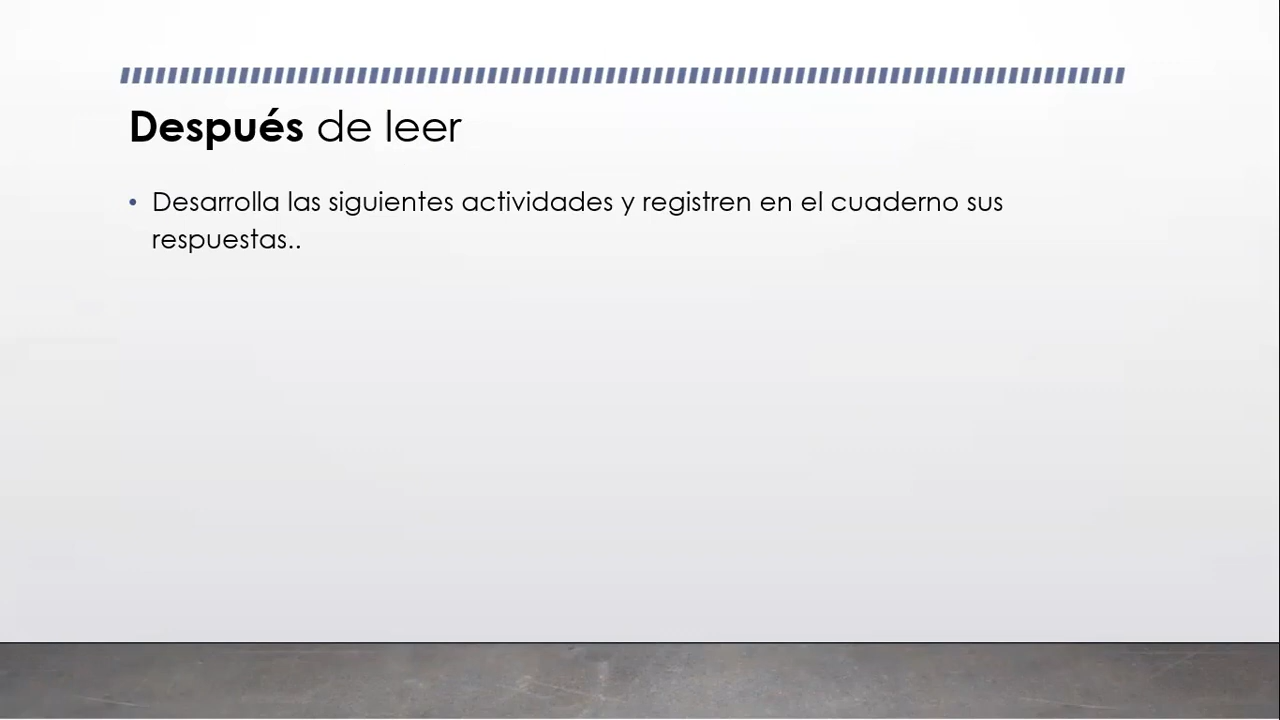 Después de leer
• Desarrolla las siguientes actividades y registren en el cuaderno sus
respuestas..